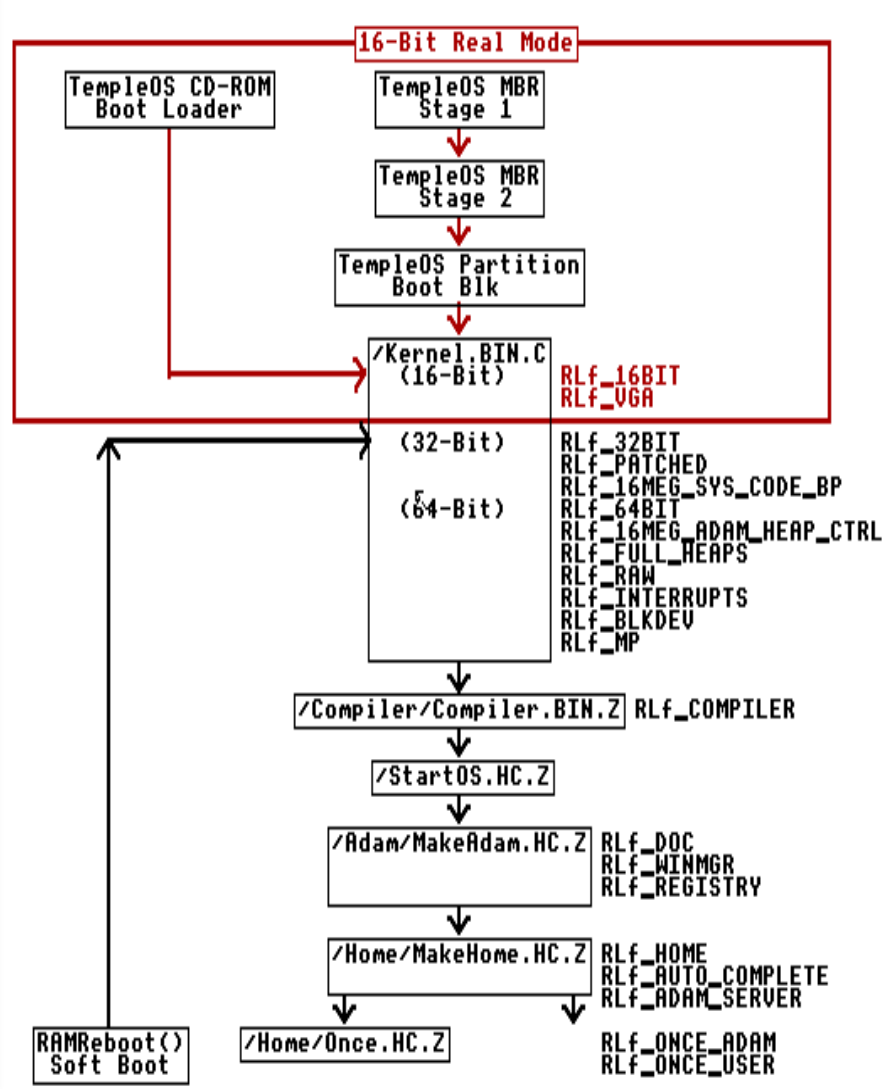 16-Bit Real Mode
TempleOS CD-ROM
Boot Loader
TempleOS MBR
Stage 1
TempleOS MBR
Stage 2
TempleOS Partition
Boot Blk
/Kernel.BIN.C
(16-Bit)
RLf_16BIT
RLf_VGA
(32-Bit)
RLf_32BIT
RLf_PATCHED
RLf_16MEG_SYS_CODE_BP
(64-Bit)
RLf_64BIT
RLf_16MEG_ADAM_HEAP_CTRL
RLf_FULL_HEAPS
RLf_RAW
RLf_INTERRUPTS
RLf_BLKDEV
RLf_MP
/Compiler/Compiler.BIN.Z RLf_COMPILER
/StartOS.HC.Z
/Adam/MakeAdam.HC.Z RLf_DOC
RLf_WINMGR
RLf_REGISTRY
/Home/MakeHome.HC.Z RLf_HOME
RLf_AUTO_COMPLETE
RLf_ADAM_SERVER
RAMReboot()
Soft Boot
/Home/Once.HC.Z
RLf_ONCE_ADAM
RLf_ONCE_USER